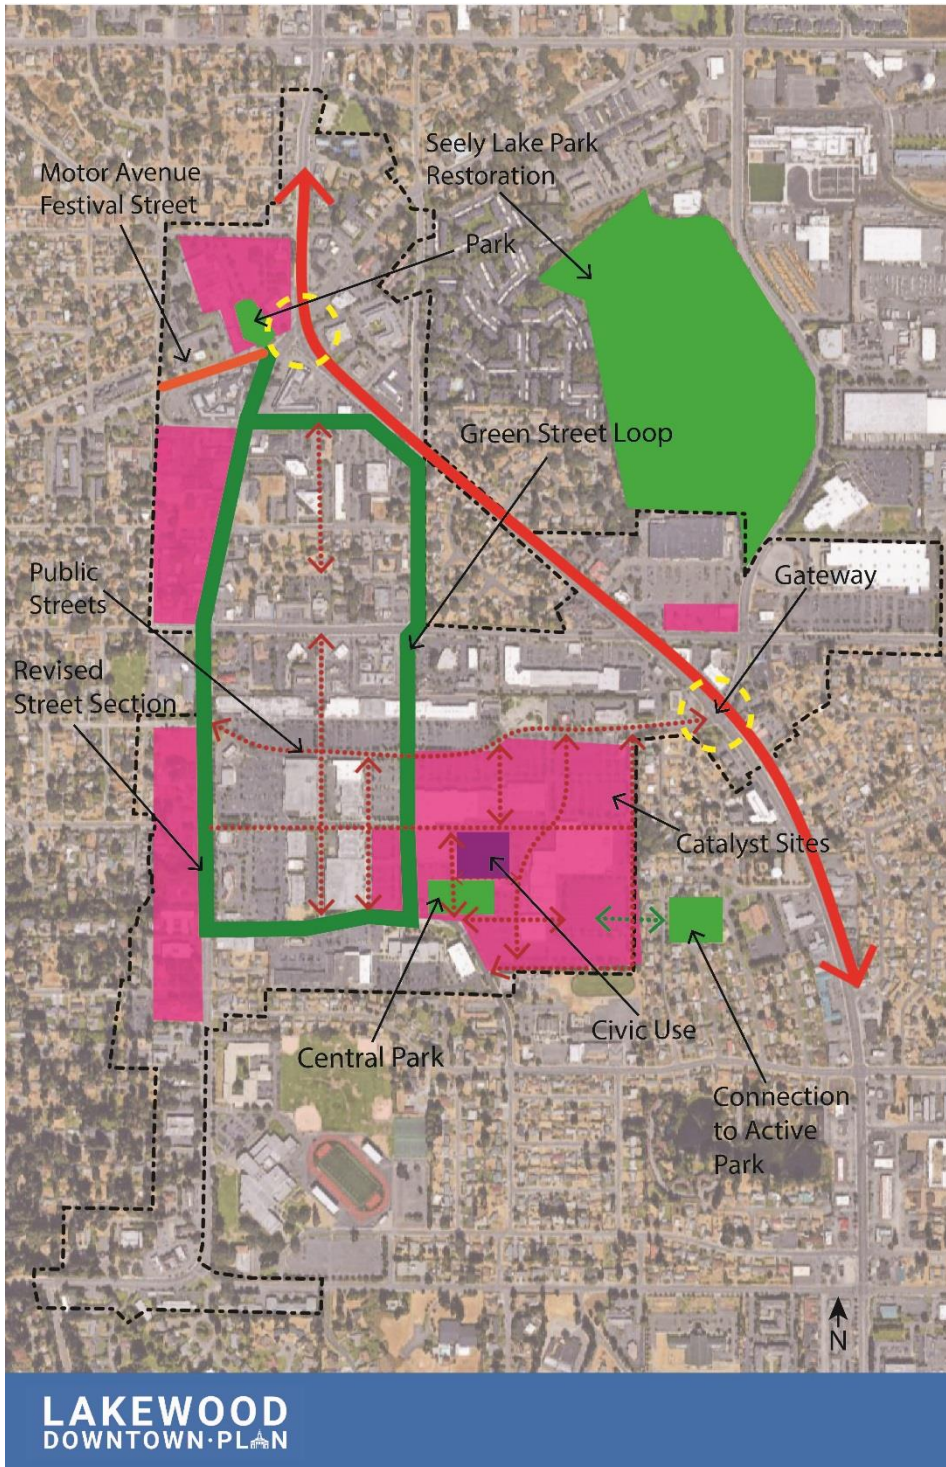 Seely Lake Park
Restoration
Motor Avenue
Festival Street
Park
Green Street Loop
Public
Streets
Gateway
Revised
Street Section
Catalyst Sites
Civic Use
Central Park
Connection
to Active
Park
N
LAKEWOOD
DOWNTOWN·PLAN